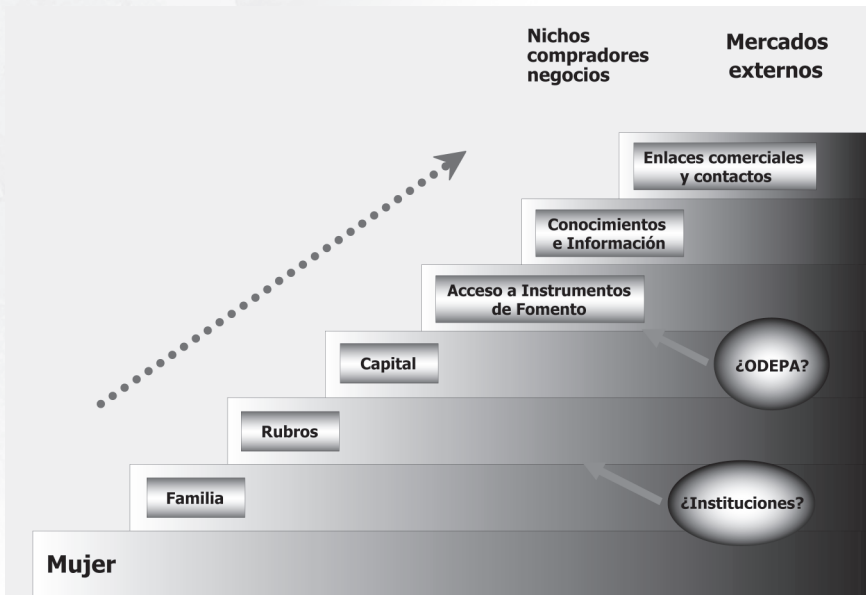 Nichos
compradores
negocios
Mercados
externos
Enlaces comerciales
y contactos
Conocimientos
e Información
Acceso a Instrumentos
de Fomento
Capital
¿ODEPA?
Rubros
Familia
¿Instituciones?
Mujer